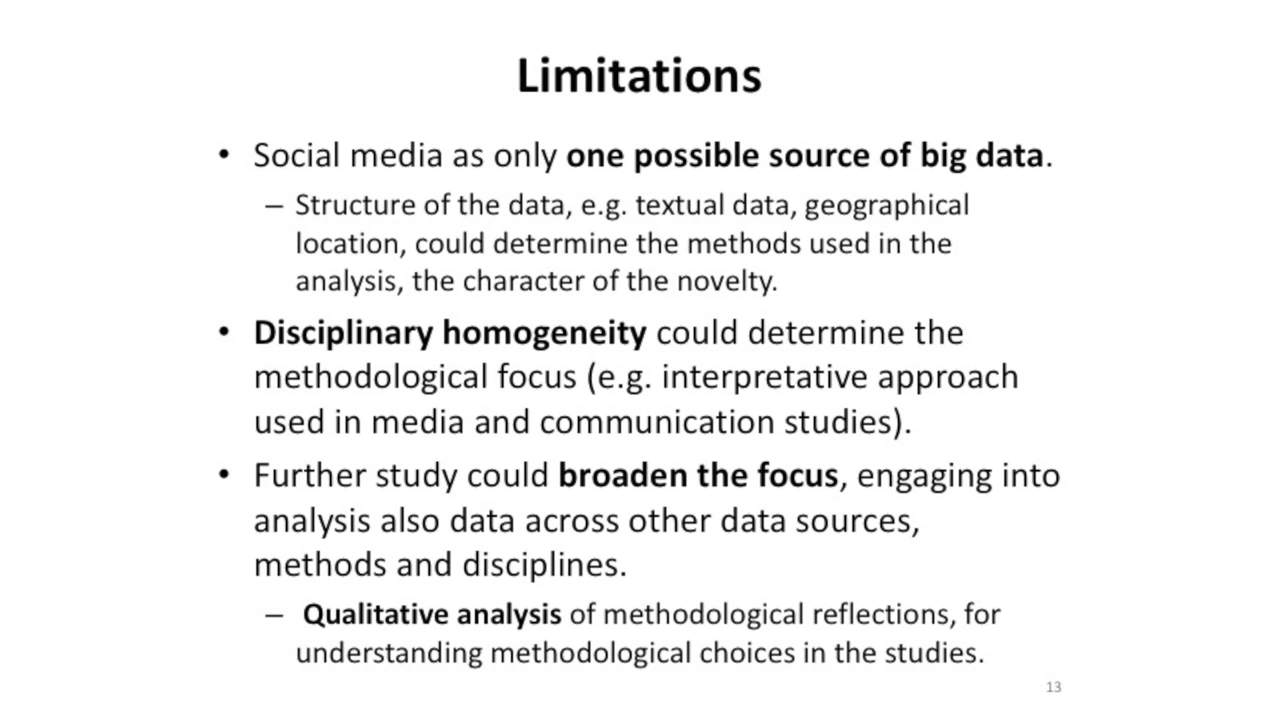 Limitations
• Social media as only one possible source of big data.
– Structure of the data, e.g. textual data, geographical
location, could determine the methods used in the
analysis, the character of the novelty.
• Disciplinary homogeneity could determine the
methodological focus (e.g. interpretative approach
used in media and communication studies).
• Further study could broaden the focus, engaging into
analysis also data across other data sources,
methods and disciplines.
– Qualitative analysis of methodological reflections, for
understanding methodological choices in the studies.
13